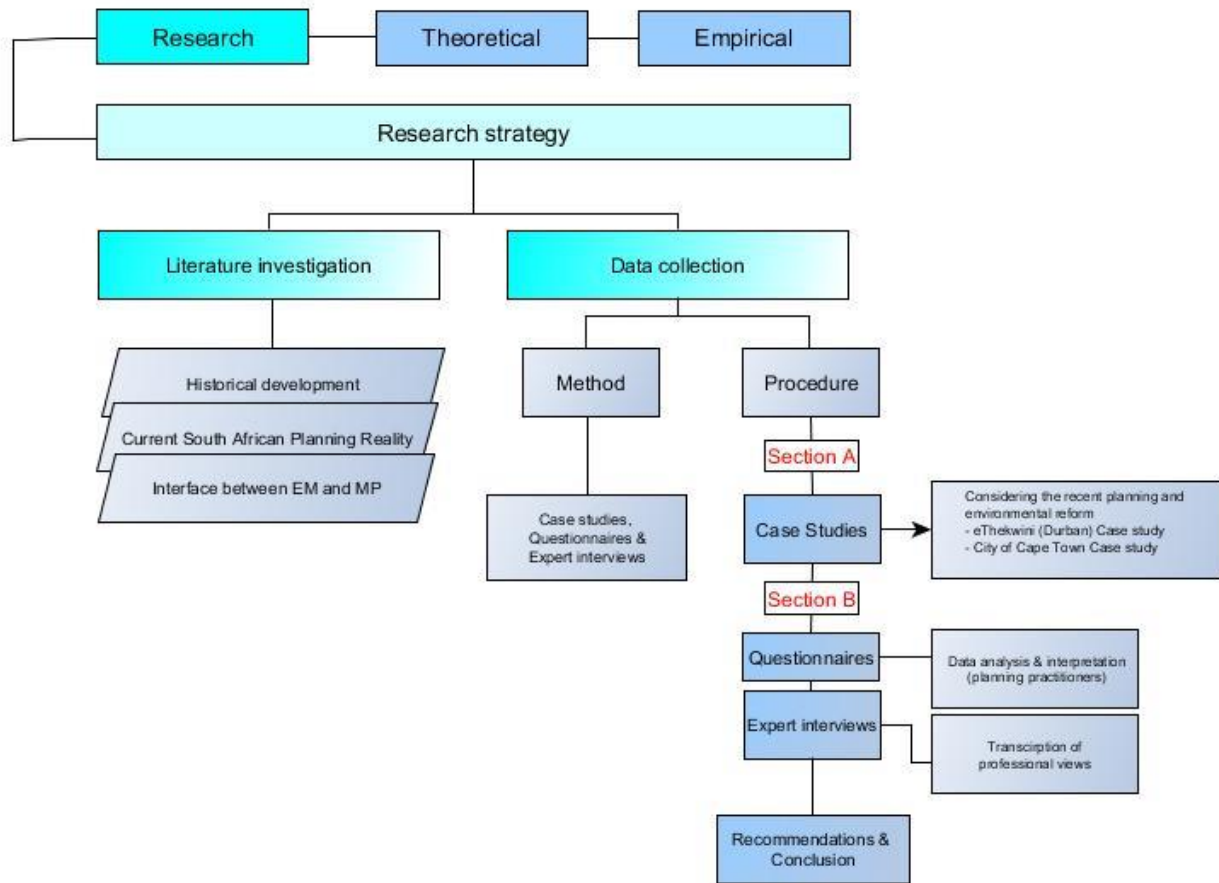 Research
Theoretical
Empirical
Research strategy
Literature investigation
Data collection
Historical development
Current South African Planning Reality
Interface between EM and MP
Method
Procedure
Case studies,
Questionnaires &
Expert interviews
Section A
Case Studies
Considering the recent planning and
environmental reform
- eThekwini (Durban) Case study
- City of Cape Town Case study
Section B
Questionnaires
Data analysis & interpretation
(planning practitioners)
Expert interviews
Transcirption of
professional views
Recommendations &
Conclusion